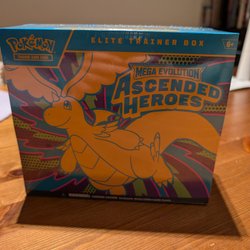 ELITE TRAINER BOX
Pokémon
TRADING CARD GAME
6+
MEGA EVOLUTION
ASCENDED
HEROES